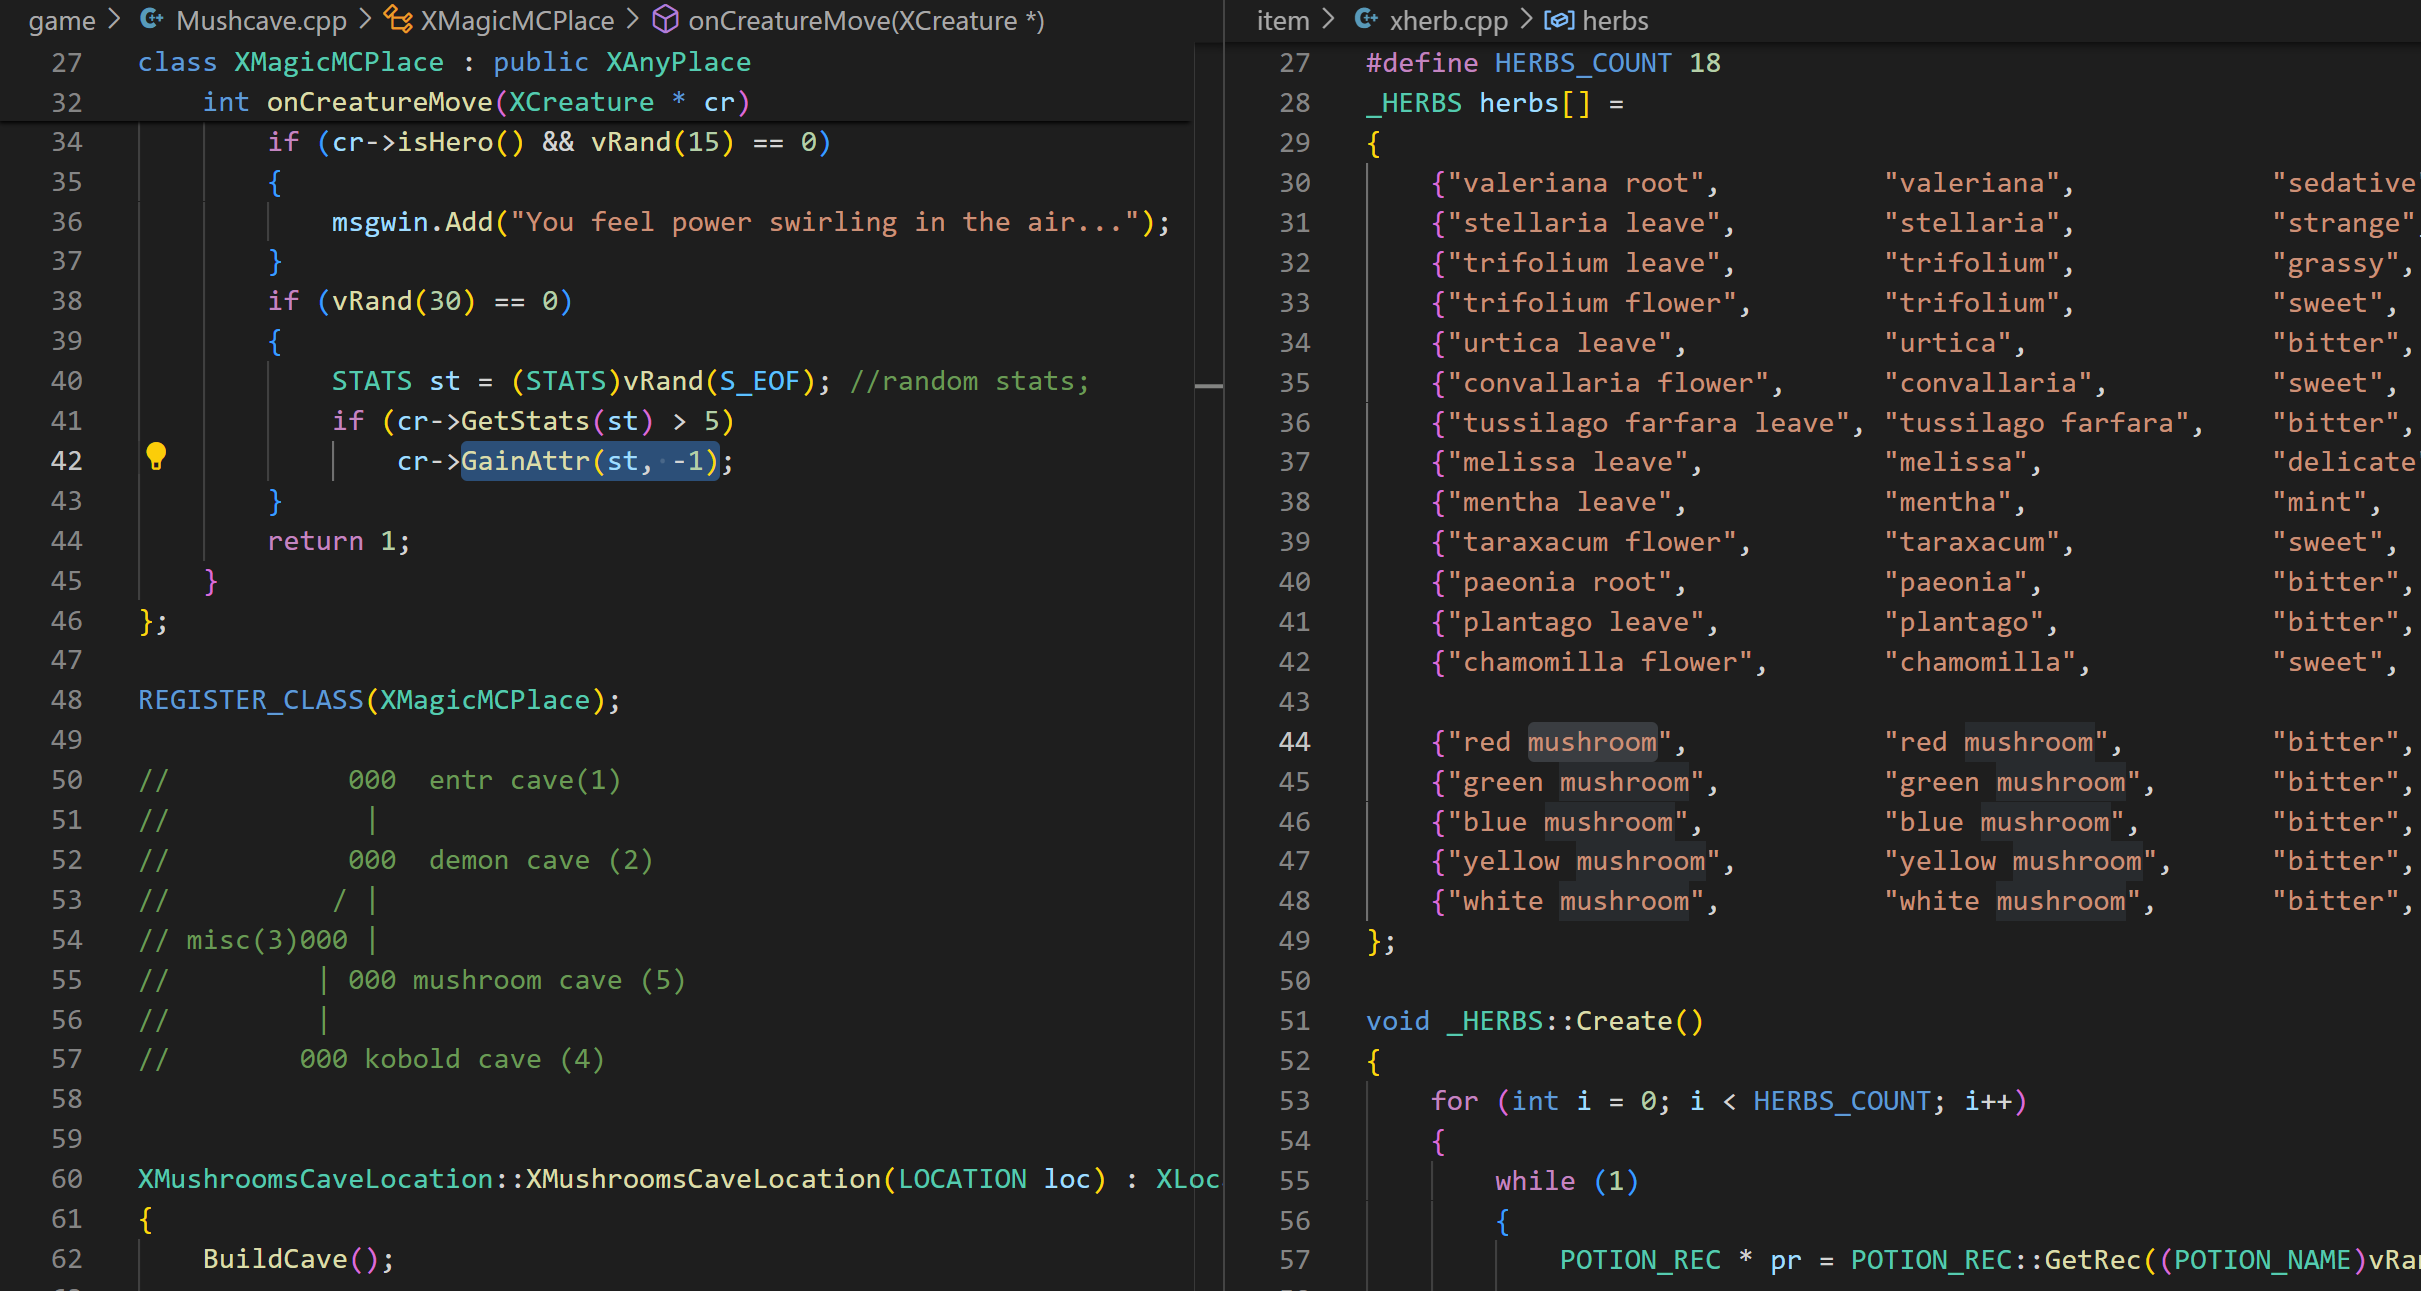 game > Mushcave.cpp > XMagicMCPlace > onCreatureMove(XCreature *)
27 class XMagicMCPlace : public XAnyPlace
32     int onCreatureMove(XCreature * cr)
34         if (cr->isHero() && vRand(15) == 0)
35         {
36             msgwin.Add("You feel power swirling in the air...");
37         }
38         if (vRand(30) == 0)
39         {
40             STATS st = (STATS)vRand(S_EOF); //random stats;
41             if (cr->GetStats(st) > 5)
42                 cr->GainAttr(st, -1);
43         }
44         return 1;
45     }
46 };
47
48 REGISTER_CLASS(XMagicMCPlace);
49
50 //           000  entr cave(1)
51 //            |
52 //           000  demon cave (2)
53 //          / |
54 // misc(3)000 |
55 //         | 000 mushroom cave (5)
56 //         |
57 //        000 kobold cave (4)
58
59
60 XMushroomsCaveLocation::XMushroomsCaveLocation(LOCATION loc) : XLoc
61 {
62     BuildCave();
item > xherb.cpp > herbs
27 #define HERBS_COUNT 18
28 _HERBS herbs[] =
29 {
30     {"valeriana root",          "valeriana",            "sedative"
31     {"stellaria leave",         "stellaria",            "strange",
32     {"trifolium leave",         "trifolium",            "grassy",
33     {"trifolium flower",        "trifolium",            "sweet",
34     {"urtica leave",            "urtica",               "bitter",
35     {"convallaria flower",      "convallaria",          "sweet",
36     {"tussilago farfara leave", "tussilago farfara",    "bitter",
37     {"melissa leave",           "melissa",              "delicate
38     {"mentha leave",            "mentha",               "mint",
39     {"taraxacum flower",        "taraxacum",            "sweet",
40     {"paeonia root",            "paeonia",              "bitter",
41     {"plantago leave",          "plantago",             "bitter",
42     {"chamomilla flower",       "chamomilla",           "sweet",
43
44     {"red mushroom",            "red mushroom",         "bitter",
45     {"green mushroom",          "green mushroom",       "bitter",
46     {"blue mushroom",           "blue mushroom",        "bitter",
47     {"yellow mushroom",         "yellow mushroom",      "bitter",
48     {"white mushroom",          "white mushroom",       "bitter",
49 };
50
51 void _HERBS::Create()
52 {
53     for (int i = 0; i < HERBS_COUNT; i++)
54     {
55         while (1)
56         {
57             POTION_REC * pr = POTION_REC::GetRec((POTION_NAME)vRan